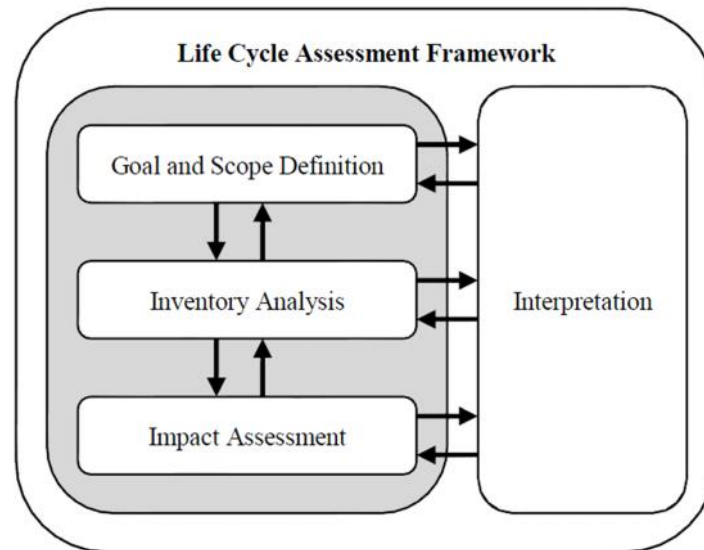 Life Cycle Assessment Framework
Goal and Scope Definition
Inventory Analysis
Interpretation
Impact Assessment